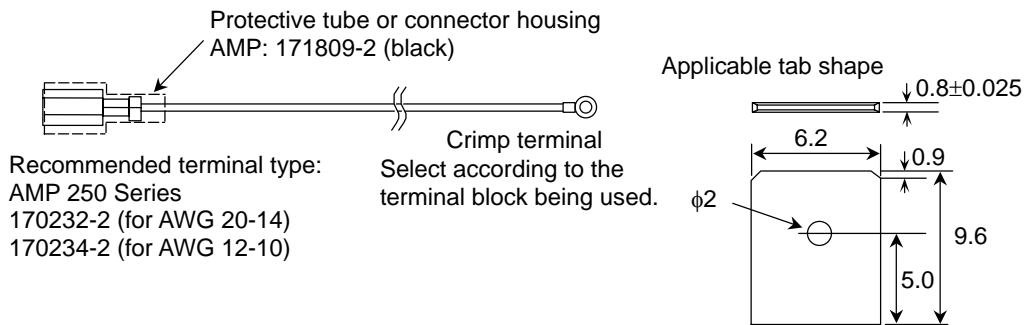 Protective tube or connector housing
AMP: 171809-2 (black)
Crimp terminal
Select according to the
terminal block being used.
Recommended terminal type:
AMP 250 Series
170232-2 (for AWG 20-14)
170234-2 (for AWG 12-10)
Applicable tab shape
0.8±0.025
6.2
0.9
ϕ2
9.6
5.0